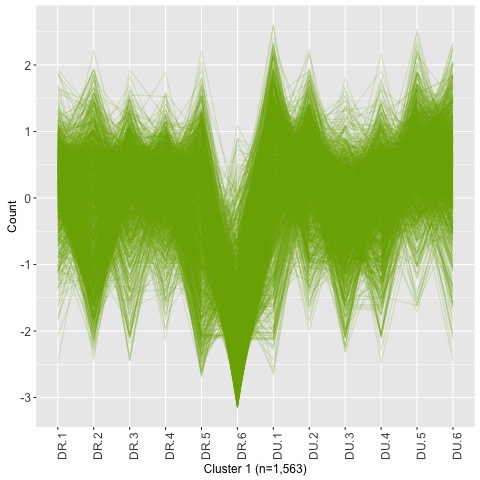 Count
2
1
0
-1
-2
-3
DR.1
DR.2
DR.3
DR.4
DR.5
DR.6
DU.1
DU.2
DU.3
DU.4
DU.5
DU.6
Cluster 1 (n=1,563)